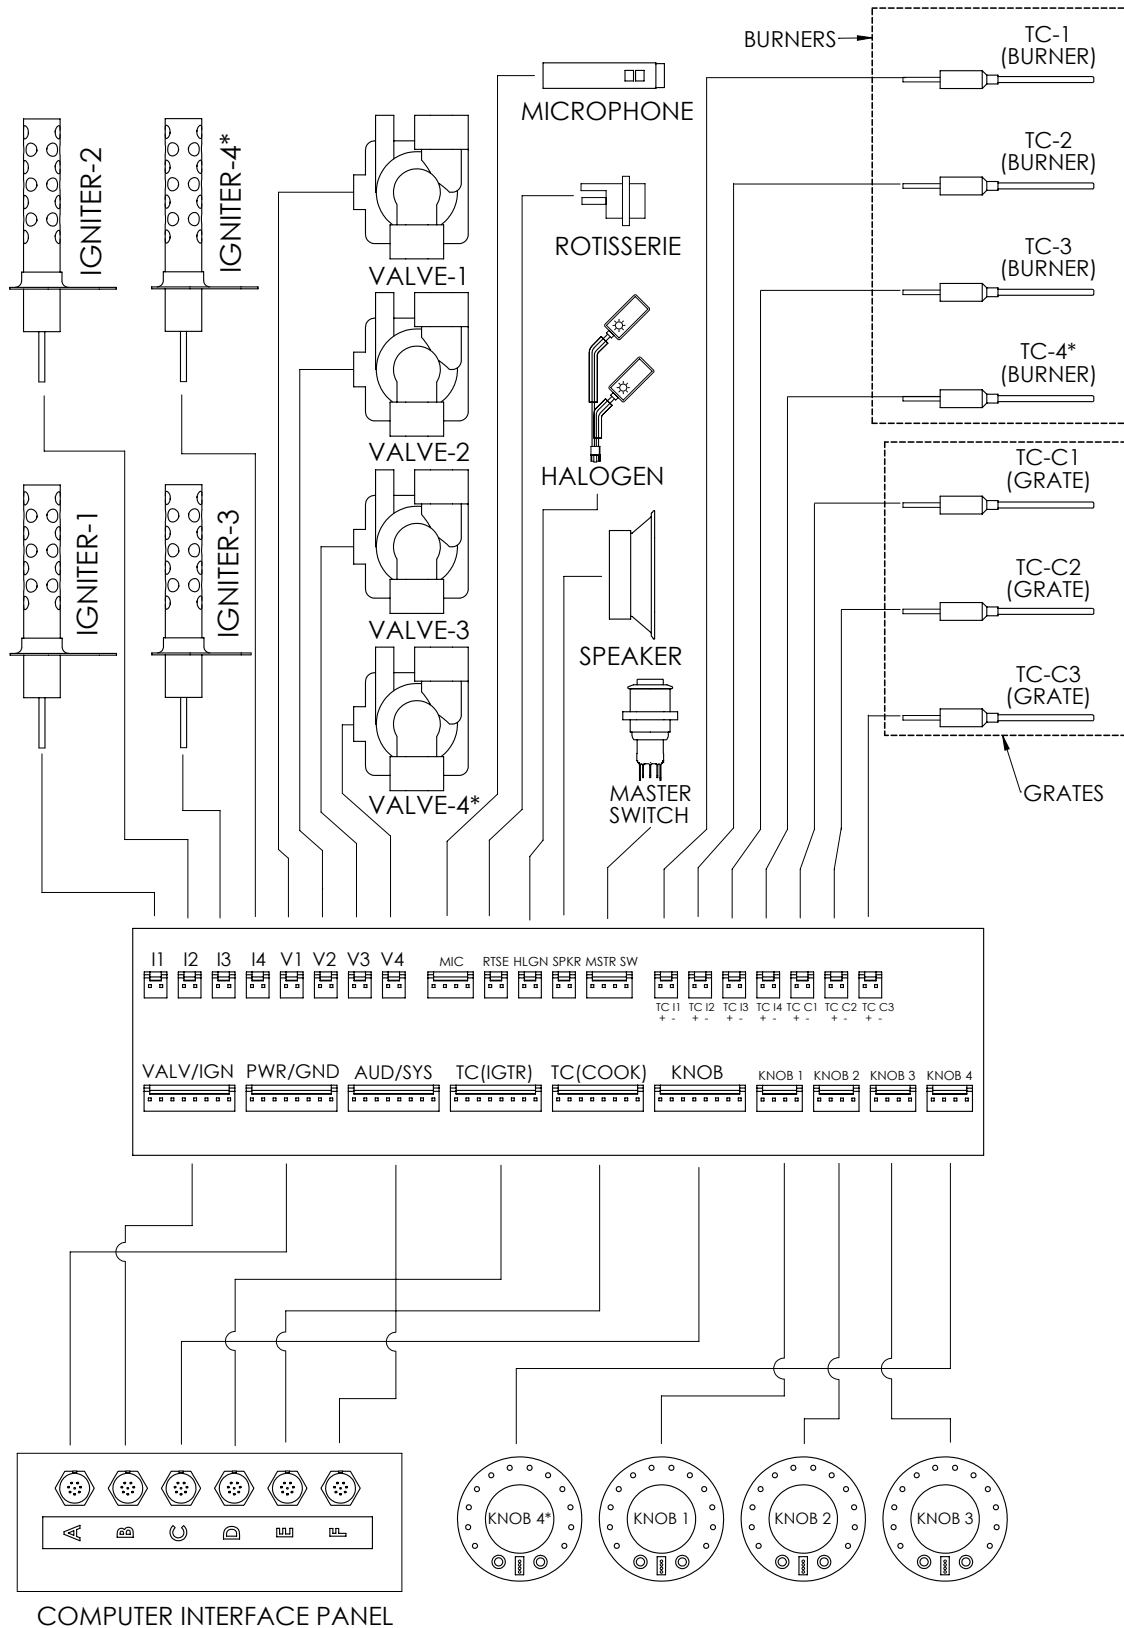 BURNERS
TC-1
(BURNER)
MICROPHONE
IGNITER-2
IGNITER-4*
TC-2
(BURNER)
ROTISSERIE
VALVE-1
TC-3
(BURNER)
TC-4*
(BURNER)
VALVE-2
HALOGEN
TC-C1
(GRATE)
IGNITER-1
IGNITER-3
TC-C2
(GRATE)
VALVE-3
SPEAKER
TC-C3
(GRATE)
VALVE-4*
MASTER
SWITCH
GRATES
I1 I2 I3 I4 V1 V2 V3 V4 MIC RTSE HLGN SPKR MSTR SW
TC I1 TC I2 TC I3 TC I4 TC C1 TC C2 TC C3
+ - + - + - + - + - + - + -
VALV/IGN PWR/GND AUD/SYS TC(IGTR) TC(COOK) KNOB KNOB 1 KNOB 2 KNOB 3 KNOB 4
A B C D E F
KNOB 4* KNOB 1 KNOB 2 KNOB 3
COMPUTER INTERFACE PANEL